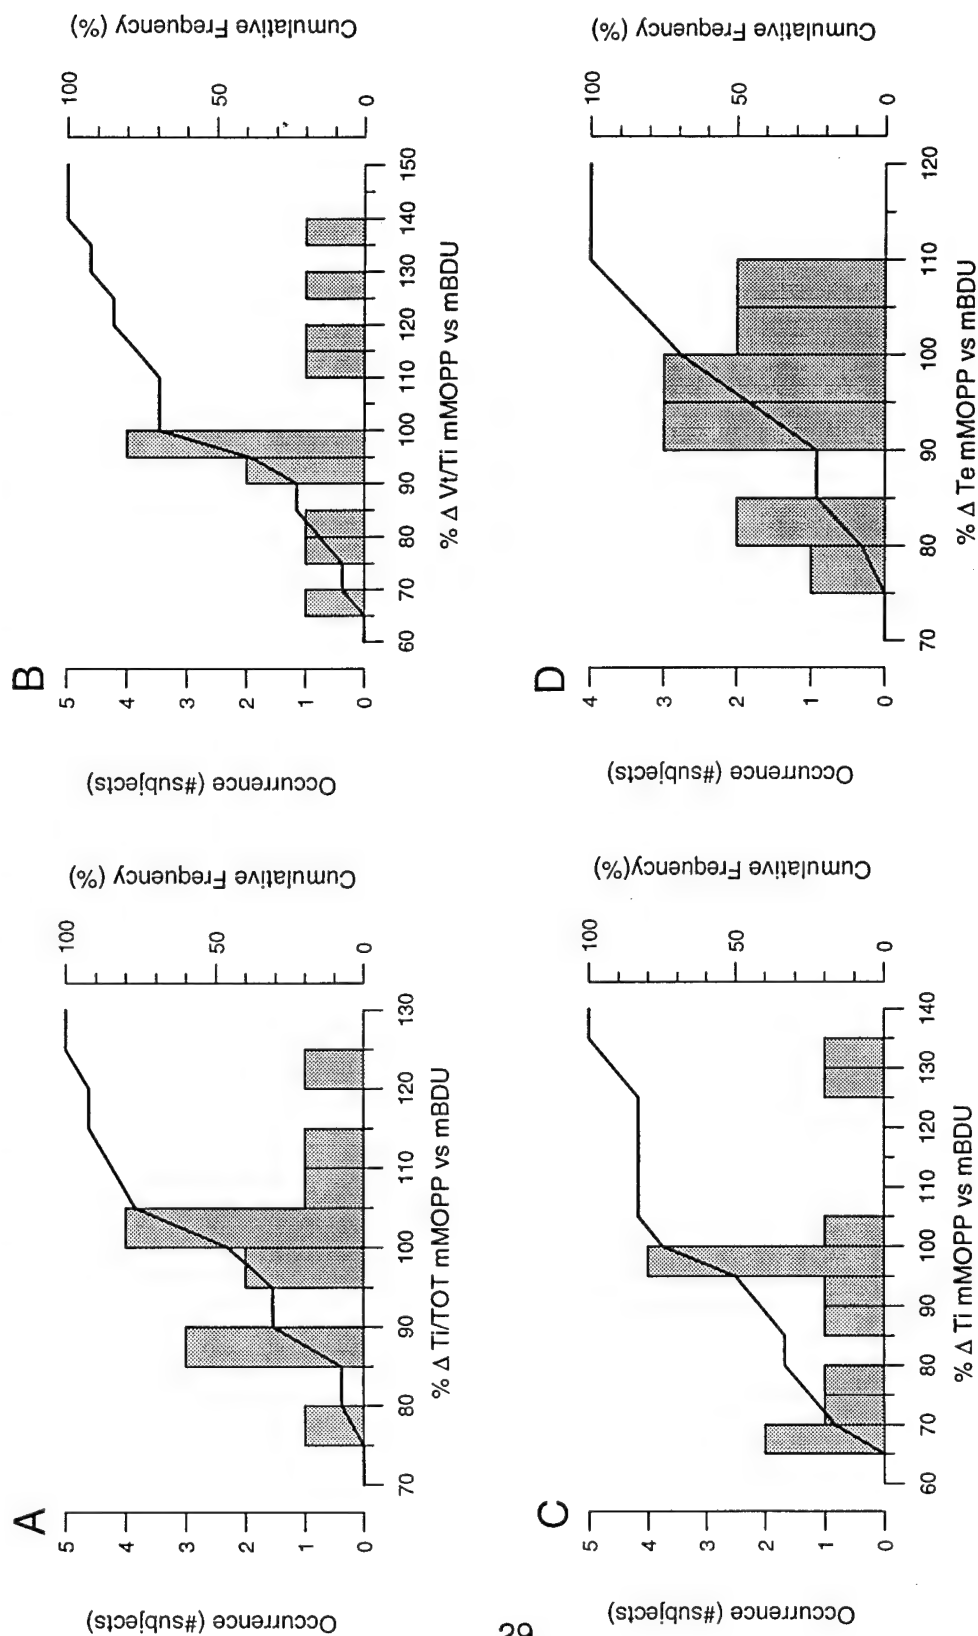 A
Occurrence (#subjects)
5
4
3
2
1
0
Cumulative Frequency (%)
100
50
0
70 80 90 100 110 120 130
% Δ Ti/TOT mMOPP vs mBDU
B
Occurrence (#subjects)
5
4
3
2
1
0
Cumulative Frequency (%)
100
50
0
60 70 80 90 100 110 120 130 140 150
% Δ Vt/Ti mMOPP vs mBDU
C
Occurrence (#subjects)
5
4
3
2
1
0
Cumulative Frequency(%)
100
50
0
60 70 80 90 100 110 120 130 140
% Δ Ti mMOPP vs mBDU
D
Occurrence (#subjects)
4
3
2
1
0
Cumulative Frequency (%)
100
50
0
70 80 90 100 110 120
% Δ Te mMOPP vs mBDU
29